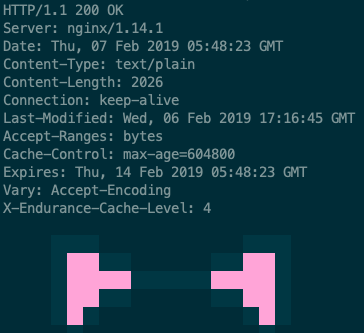 HTTP/1.1 200 OK
Server: nginx/1.14.1
Date: Thu, 07 Feb 2019 05:48:23 GMT
Content-Type: text/plain
Content-Length: 2026
Connection: keep-alive
Last-Modified: Wed, 06 Feb 2019 17:16:45 GMT
Accept-Ranges: bytes
Cache-Control: max-age=604800
Expires: Thu, 14 Feb 2019 05:48:23 GMT
Vary: Accept-Encoding
X-Endurance-Cache-Level: 4